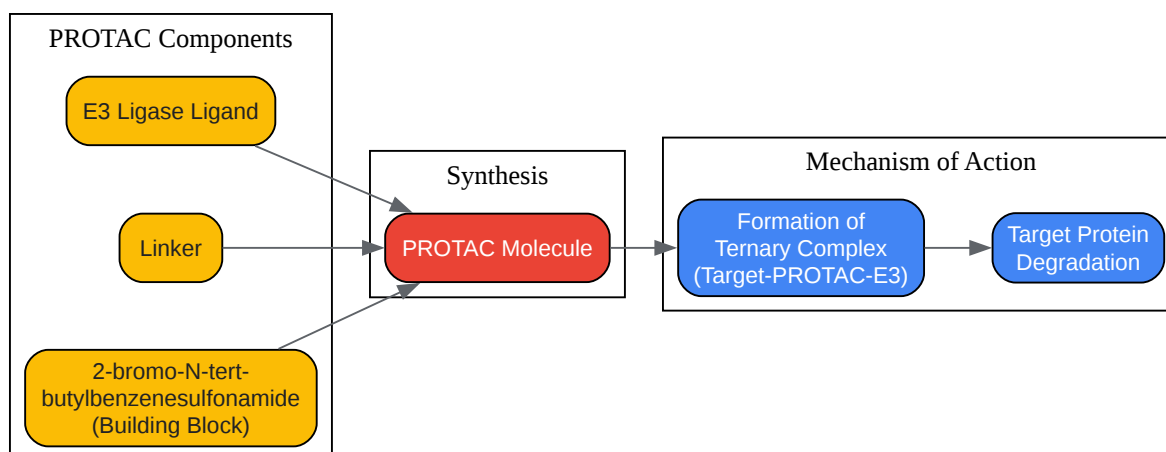 PROTAC Components
E3 Ligase Ligand
Linker
2-bromo-N-tert-
butylbenzenesulfonamide
(Building Block)
Synthesis
PROTAC Molecule
Mechanism of Action
Formation of
Ternary Complex
(Target-PROTAC-E3)
Target Protein
Degradation